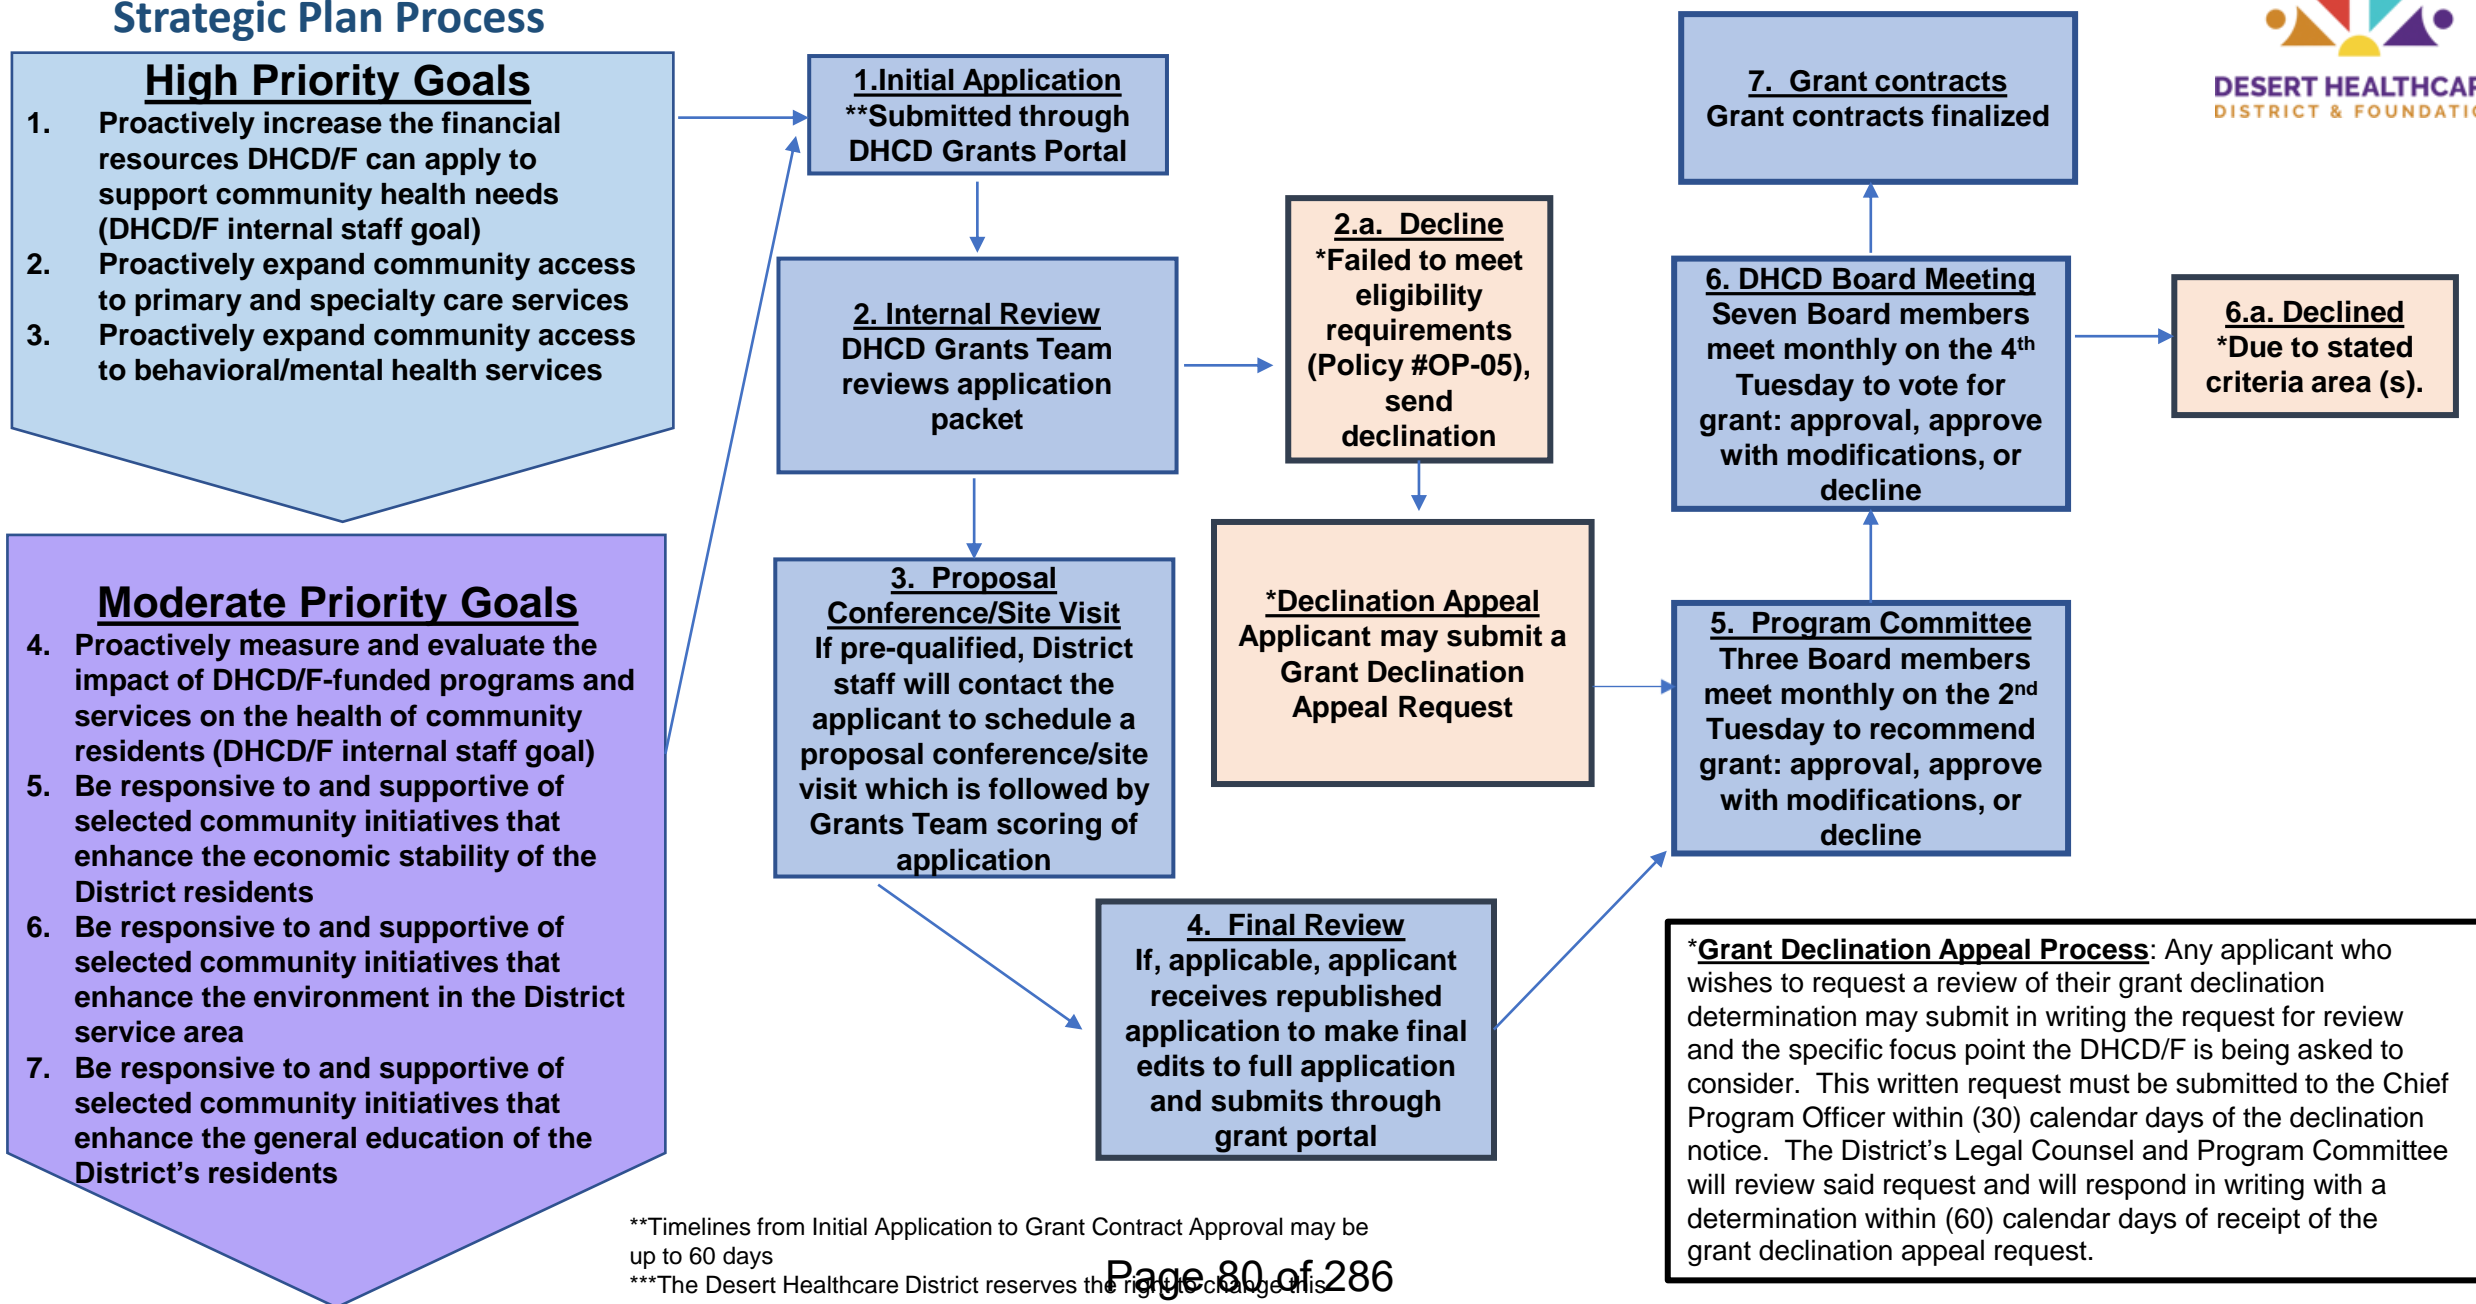 Strategic Plan Process
High Priority Goals
1. Proactively increase the financial
resources DHCD/F can apply to
support community health needs
(DHCD/F internal staff goal)
2. Proactively expand community access
to primary and specialty care services
3. Proactively expand community access
to behavioral/mental health services
Moderate Priority Goals
4. Proactively measure and evaluate the
impact of DHCD/F-funded programs and
services on the health of community
residents (DHCD/F internal staff goal)
5. Be responsive to and supportive of
selected community initiatives that
enhance the economic stability of the
District residents
6. Be responsive to and supportive of
selected community initiatives that
enhance the environment in the District
service area
7. Be responsive to and supportive of
selected community initiatives that
enhance the general education of the
District’s residents
1.Initial Application
**Submitted through
DHCD Grants Portal
2. Internal Review
DHCD Grants Team
reviews application
packet
2.a. Decline
*Failed to meet
eligibility
requirements
(Policy #OP-05),
send
declination
*Declination Appeal
Applicant may submit a
Grant Declination
Appeal Request
3. Proposal
Conference/Site Visit
If pre-qualified, District
staff will contact the
applicant to schedule a
proposal conference/site
visit which is followed by
Grants Team scoring of
application
4. Final Review
If, applicable, applicant
receives republished
application to make final
edits to full application
and submits through
grant portal
5. Program Committee
Three Board members
meet monthly on the 2nd
Tuesday to recommend
grant: approval, approve
with modifications, or
decline
6. DHCD Board Meeting
Seven Board members
meet monthly on the 4th
Tuesday to vote for
grant: approval, approve
with modifications, or
decline
6.a. Declined
*Due to stated
criteria area (s).
7. Grant contracts
Grant contracts finalized
DESERT HEALTHCAR
DISTRICT & FOUNDATIO
*Grant Declination Appeal Process: Any applicant who
wishes to request a review of their grant declination
determination may submit in writing the request for review
and the specific focus point the DHCD/F is being asked to
consider. This written request must be submitted to the Chief
Program Officer within (30) calendar days of the declination
notice. The District’s Legal Counsel and Program Committee
will review said request and will respond in writing with a
determination within (60) calendar days of receipt of the
grant declination appeal request.
**Timelines from Initial Application to Grant Contract Approval may be
up to 60 days
***The Desert Healthcare District reserves the right to change this
Page 80 of 286